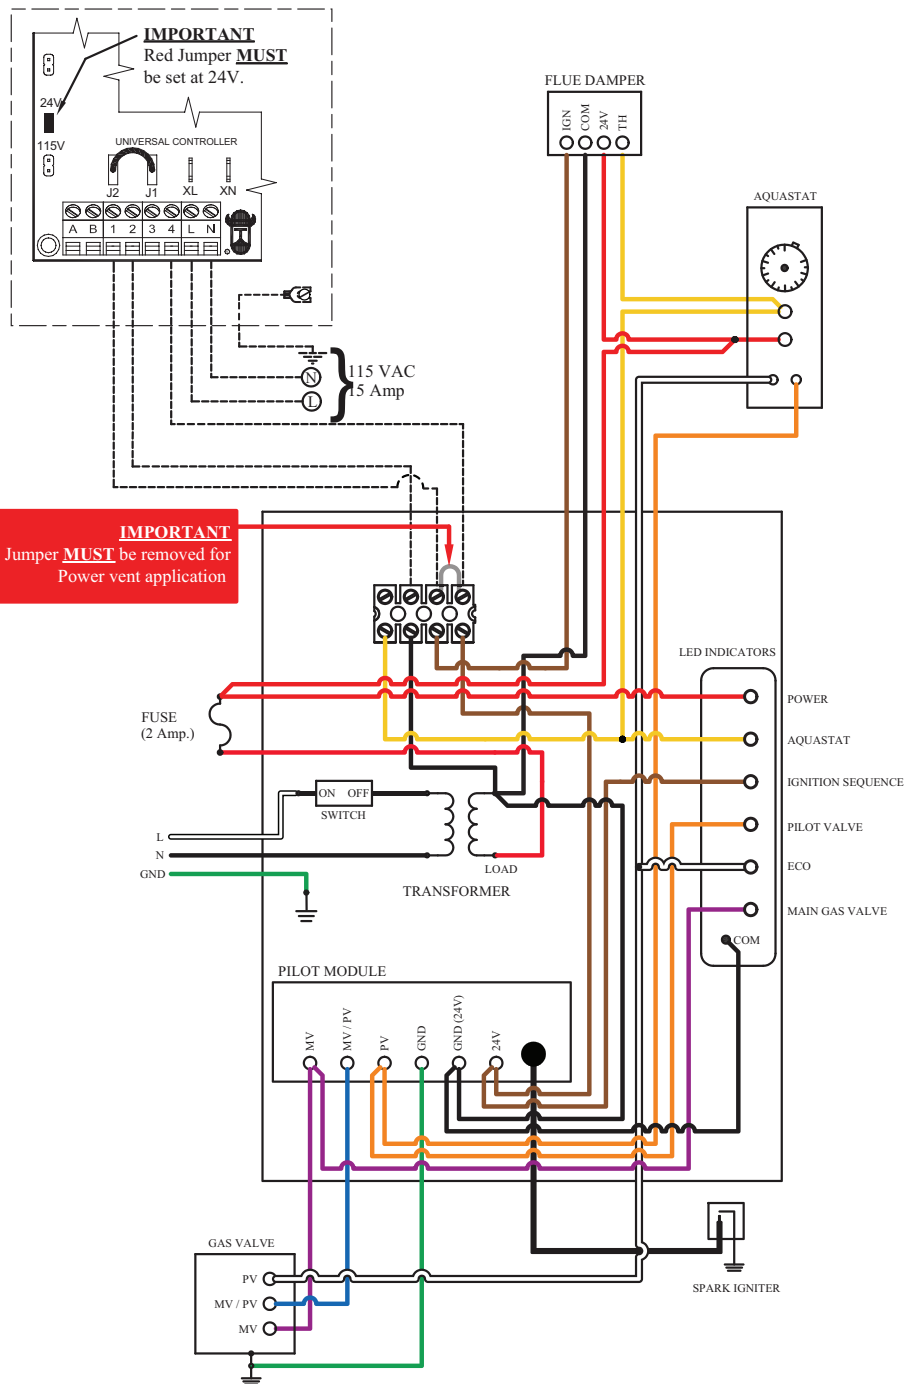 IMPORTANT
Red Jumper MUST
be set at 24V.
24V
115V
UNIVERSAL CONTROLLER
J2 J1 XL XN
A B 1 2 3 4 L N
N
L
115 VAC
15 Amp
FLUE DAMPER
IGN COM 24V TH
AQUASTAT
IMPORTANT
Jumper MUST be removed for
Power vent application
FUSE
(2 Amp.)
ON OFF
SWITCH
L
N
GND
LOAD
TRANSFORMER
LED INDICATORS
POWER
AQUASTAT
IGNITION SEQUENCE
PILOT VALVE
ECO
MAIN GAS VALVE
COM
PILOT MODULE
MV MV / PV PV GND GND (24V) 24V
GAS VALVE
PV
MV / PV
MV
SPARK IGNITER